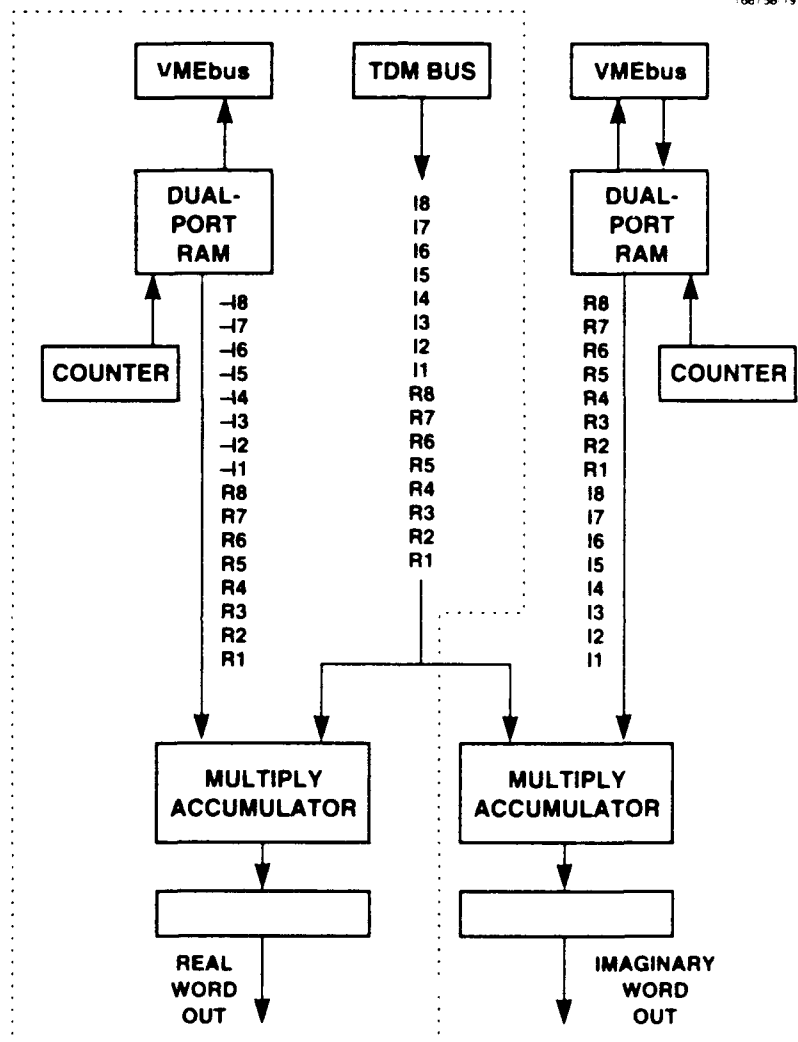 VMEbus
TDM BUS
VMEbus
DUAL-
PORT
RAM
DUAL-
PORT
RAM
COUNTER
COUNTER
–I8
–I7
–I6
–I5
–I4
–I3
–I2
–I1
R8
R7
R6
R5
R4
R3
R2
R1
I8
I7
I6
I5
I4
I3
I2
I1
R8
R7
R6
R5
R4
R3
R2
R1
R8
R7
R6
R5
R4
R3
R2
R1
I8
I7
I6
I5
I4
I3
I2
I1
MULTIPLY
ACCUMULATOR
MULTIPLY
ACCUMULATOR
REAL
WORD
OUT
IMAGINARY
WORD
OUT